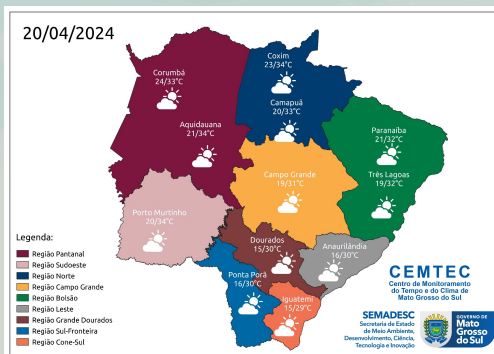 20/04/2024
Coxim
23/34°C
Corumbá
24/33°C
Camapuã
20/33°C
Aquidauana
21/34°C
Paranaíba
21/32°C
Campo Grande
19/31°C
Três Lagoas
19/32°C
Porto Murtinho
20/34°C
Dourados
15/30°C
Anaurilândia
16/30°C
Ponta Porã
16/30°C
Iguatemi
15/29°C
Legenda:
Região Pantanal
Região Sudoeste
Região Norte
Região Campo Grande
Região Bolsão
Região Leste
Região Grande Dourados
Região Sul-Fronteira
Região Cone-Sul
CEMTEC
Centro de Monitoramento
do Tempo e do Clima de
Mato Grosso do Sul
SEMADESC
Secretaria de Estado
de Meio Ambiente,
Desenvolvimento, Ciência,
Tecnologia e Inovação
GOVERNO DE
Mato
Grosso
do Sul